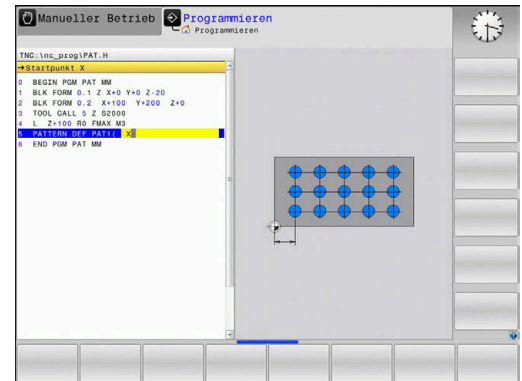 Manueller Betrieb
Programmieren
Programmieren
TNC:\nc_prog\PAT.H
→Startpunkt X
0 BEGIN PGM PAT MM
1 BLK FORM 0.1 Z X+0 Y+0 Z-20
2 BLK FORM 0.2 X+100 Y+200 Z+0
3 TOOL CALL 5 Z S2000
4 L Z+100 R0 FMAX M3
5 PATTERN DEF PAT1( X
6 END PGM PAT MM